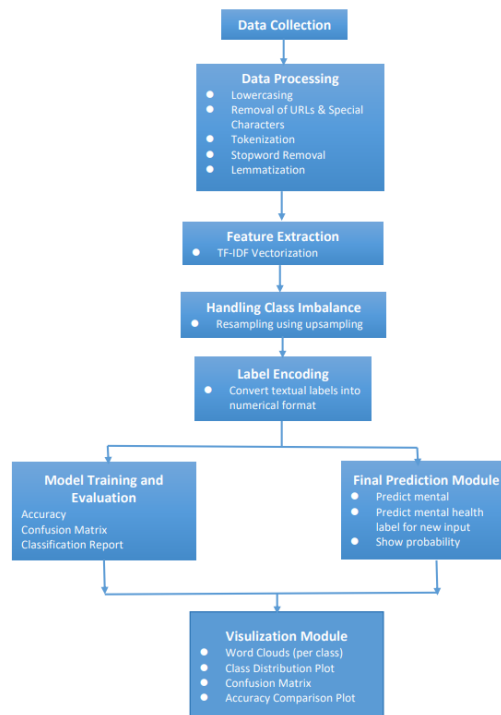 Data Collection
Data Processing
Lowercasing
Removal of URLs & Special
Characters
Tokenization
Stopword Removal
Lemmatization
Feature Extraction
TF-IDF Vectorization
Handling Class Imbalance
Resampling using upsampling
Label Encoding
Convert textual labels into
numerical format
Model Training and
Evaluation
Accuracy
Confusion Matrix
Classification Report
Final Prediction Module
Predict mental
Predict mental health
label for new input
Show probability
Visulization Module
Word Clouds (per class)
Class Distribution Plot
Confusion Matrix
Accuracy Comparison Plot